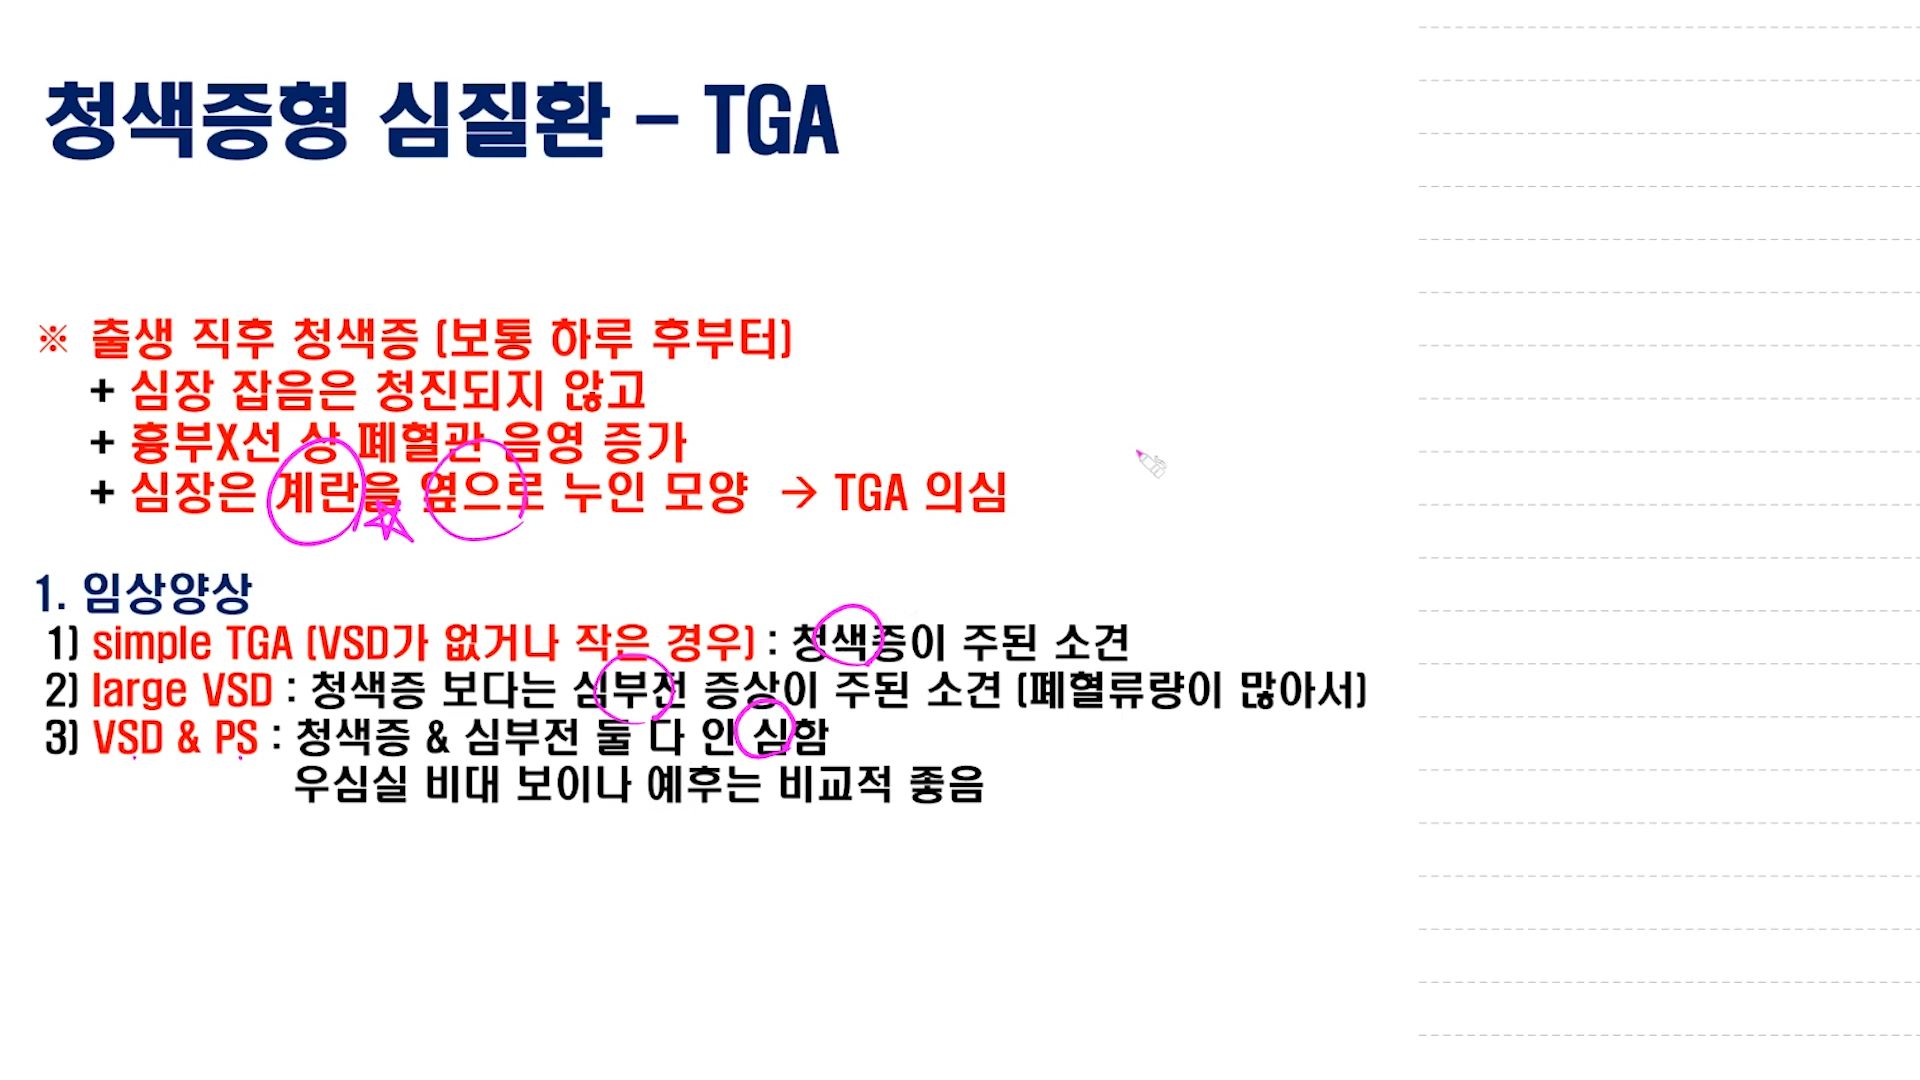 청색증형 심질환 – TGA
※ 출생 직후 청색증 (보통 하루 후부터)
+ 심장 잡음은 청진되지 않고
+ 흉부X선 상 폐혈관 음영 증가
+ 심장은 계란을 옆으로 누인 모양 → TGA 의심
1. 임상양상
1) simple TGA (VSD가 없거나 작은 경우) : 청색증이 주된 소견
2) large VSD : 청색증 보다는 심부전 증상이 주된 소견 (폐혈류량이 많아서)
3) VSD & PS : 청색증 & 심부전 둘 다 안 심함
우심실 비대 보이나 예후는 비교적 좋음